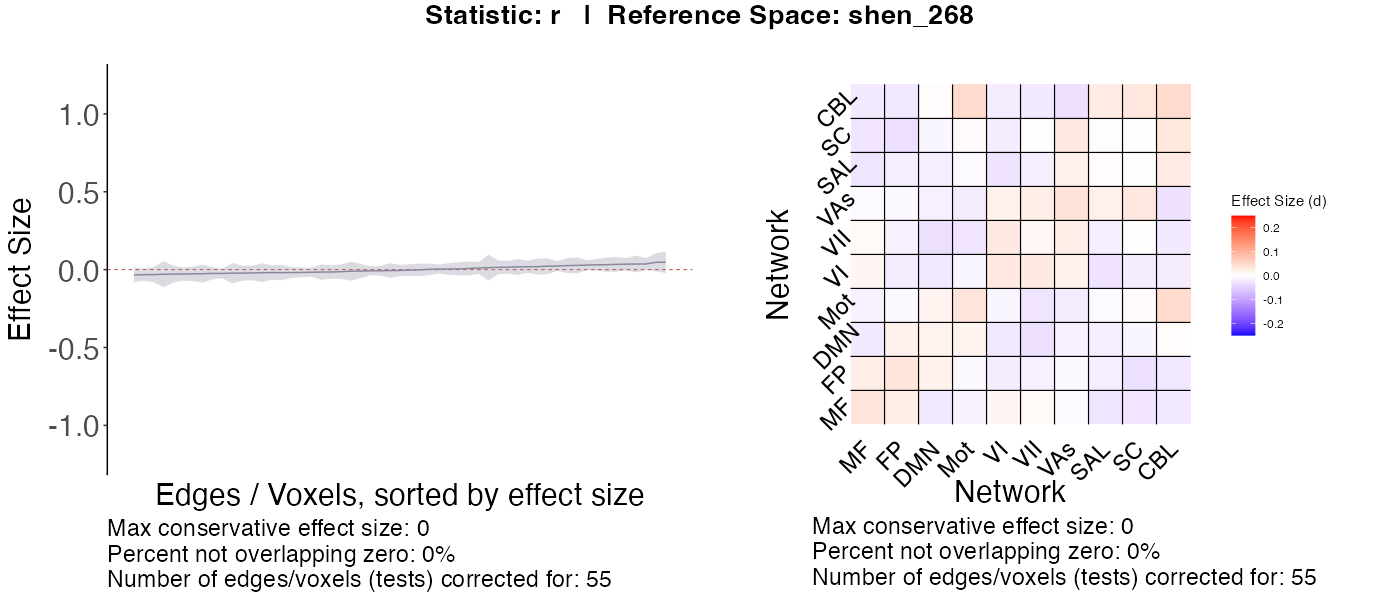 Statistic: r | Reference Space: shen_268
Effect Size
1.0
0.5
0.0
-0.5
-1.0
Edges / Voxels, sorted by effect size
Max conservative effect size: 0
Percent not overlapping zero: 0%
Number of edges/voxels (tests) corrected for: 55
Network
CBL
SC
SAL
VAs
VII
VI
Mot
DMN
FP
MF
MF
FP
DMN
Mot
VI
VII
VAs
SAL
SC
CBL
Network
Max conservative effect size: 0
Percent not overlapping zero: 0%
Number of edges/voxels (tests) corrected for: 55
Effect Size (d)
0.2
0.1
0.0
-0.1
-0.2